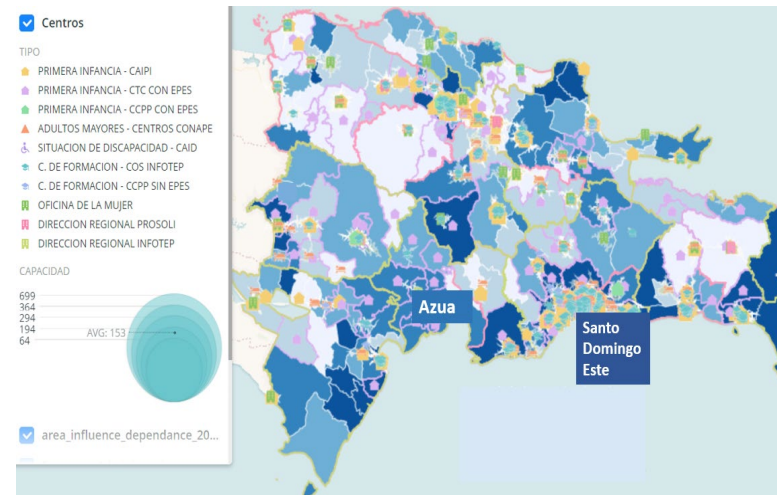 Centros
TIPO
PRIMERA INFANCIA - CAIPI
PRIMERA INFANCIA - CTC CON EPES
PRIMERA INFANCIA - CCPP CON EPES
ADULTOS MAYORES - CENTROS CONAPE
SITUACION DE DISCAPACIDAD - CAID
C. DE FORMACION - COS INFOTEP
C. DE FORMACION - CCPP SIN EPES
OFICINA DE LA MUJER
DIRECCION REGIONAL PROSOLI
DIRECCION REGIONAL INFOTEP
CAPACIDAD
699
364
294
194
64
AVG: 153
area_influence_dependance_20...
Azua
Santo
Domingo
Este